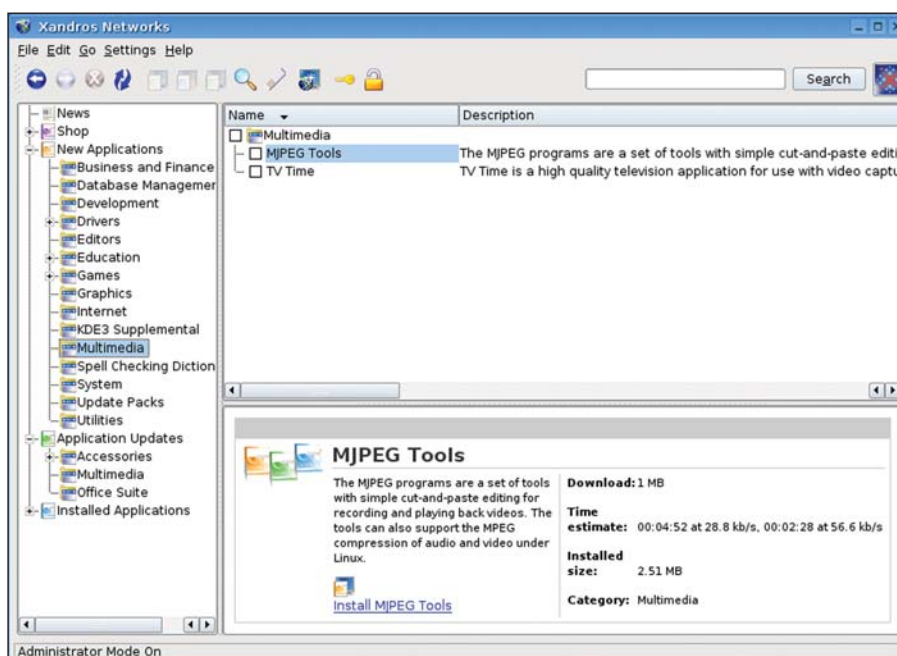 Xandros Networks
File Edit Go Settings Help
Search
News
Shop
New Applications
Business and Finance
Database Managemer
Development
Drivers
Editors
Education
Games
Graphics
Internet
KDE3 Supplemental
Multimedia
Spell Checking Diction
System
Update Packs
Utilities
Application Updates
Accessories
Multimedia
Office Suite
Installed Applications
Name Description
Multimedia
MJPEG Tools The MJPEG programs are a set of tools with simple cut-and-paste editi
TV Time TV Time is a high quality television application for use with video captu
MJPEG Tools
The MJPEG programs are a set of tools
with simple cut-and-paste editing for
recording and playing back videos. The
tools can also support the MPEG
compression of audio and video under
Linux.
Install MJPEG Tools
Download: 1 MB
Time
estimate: 00:04:52 at 28.8 kb/s, 00:02:28 at 56.6 kb/s
Installed
size: 2.51 MB
Category: Multimedia
Administrator Mode On